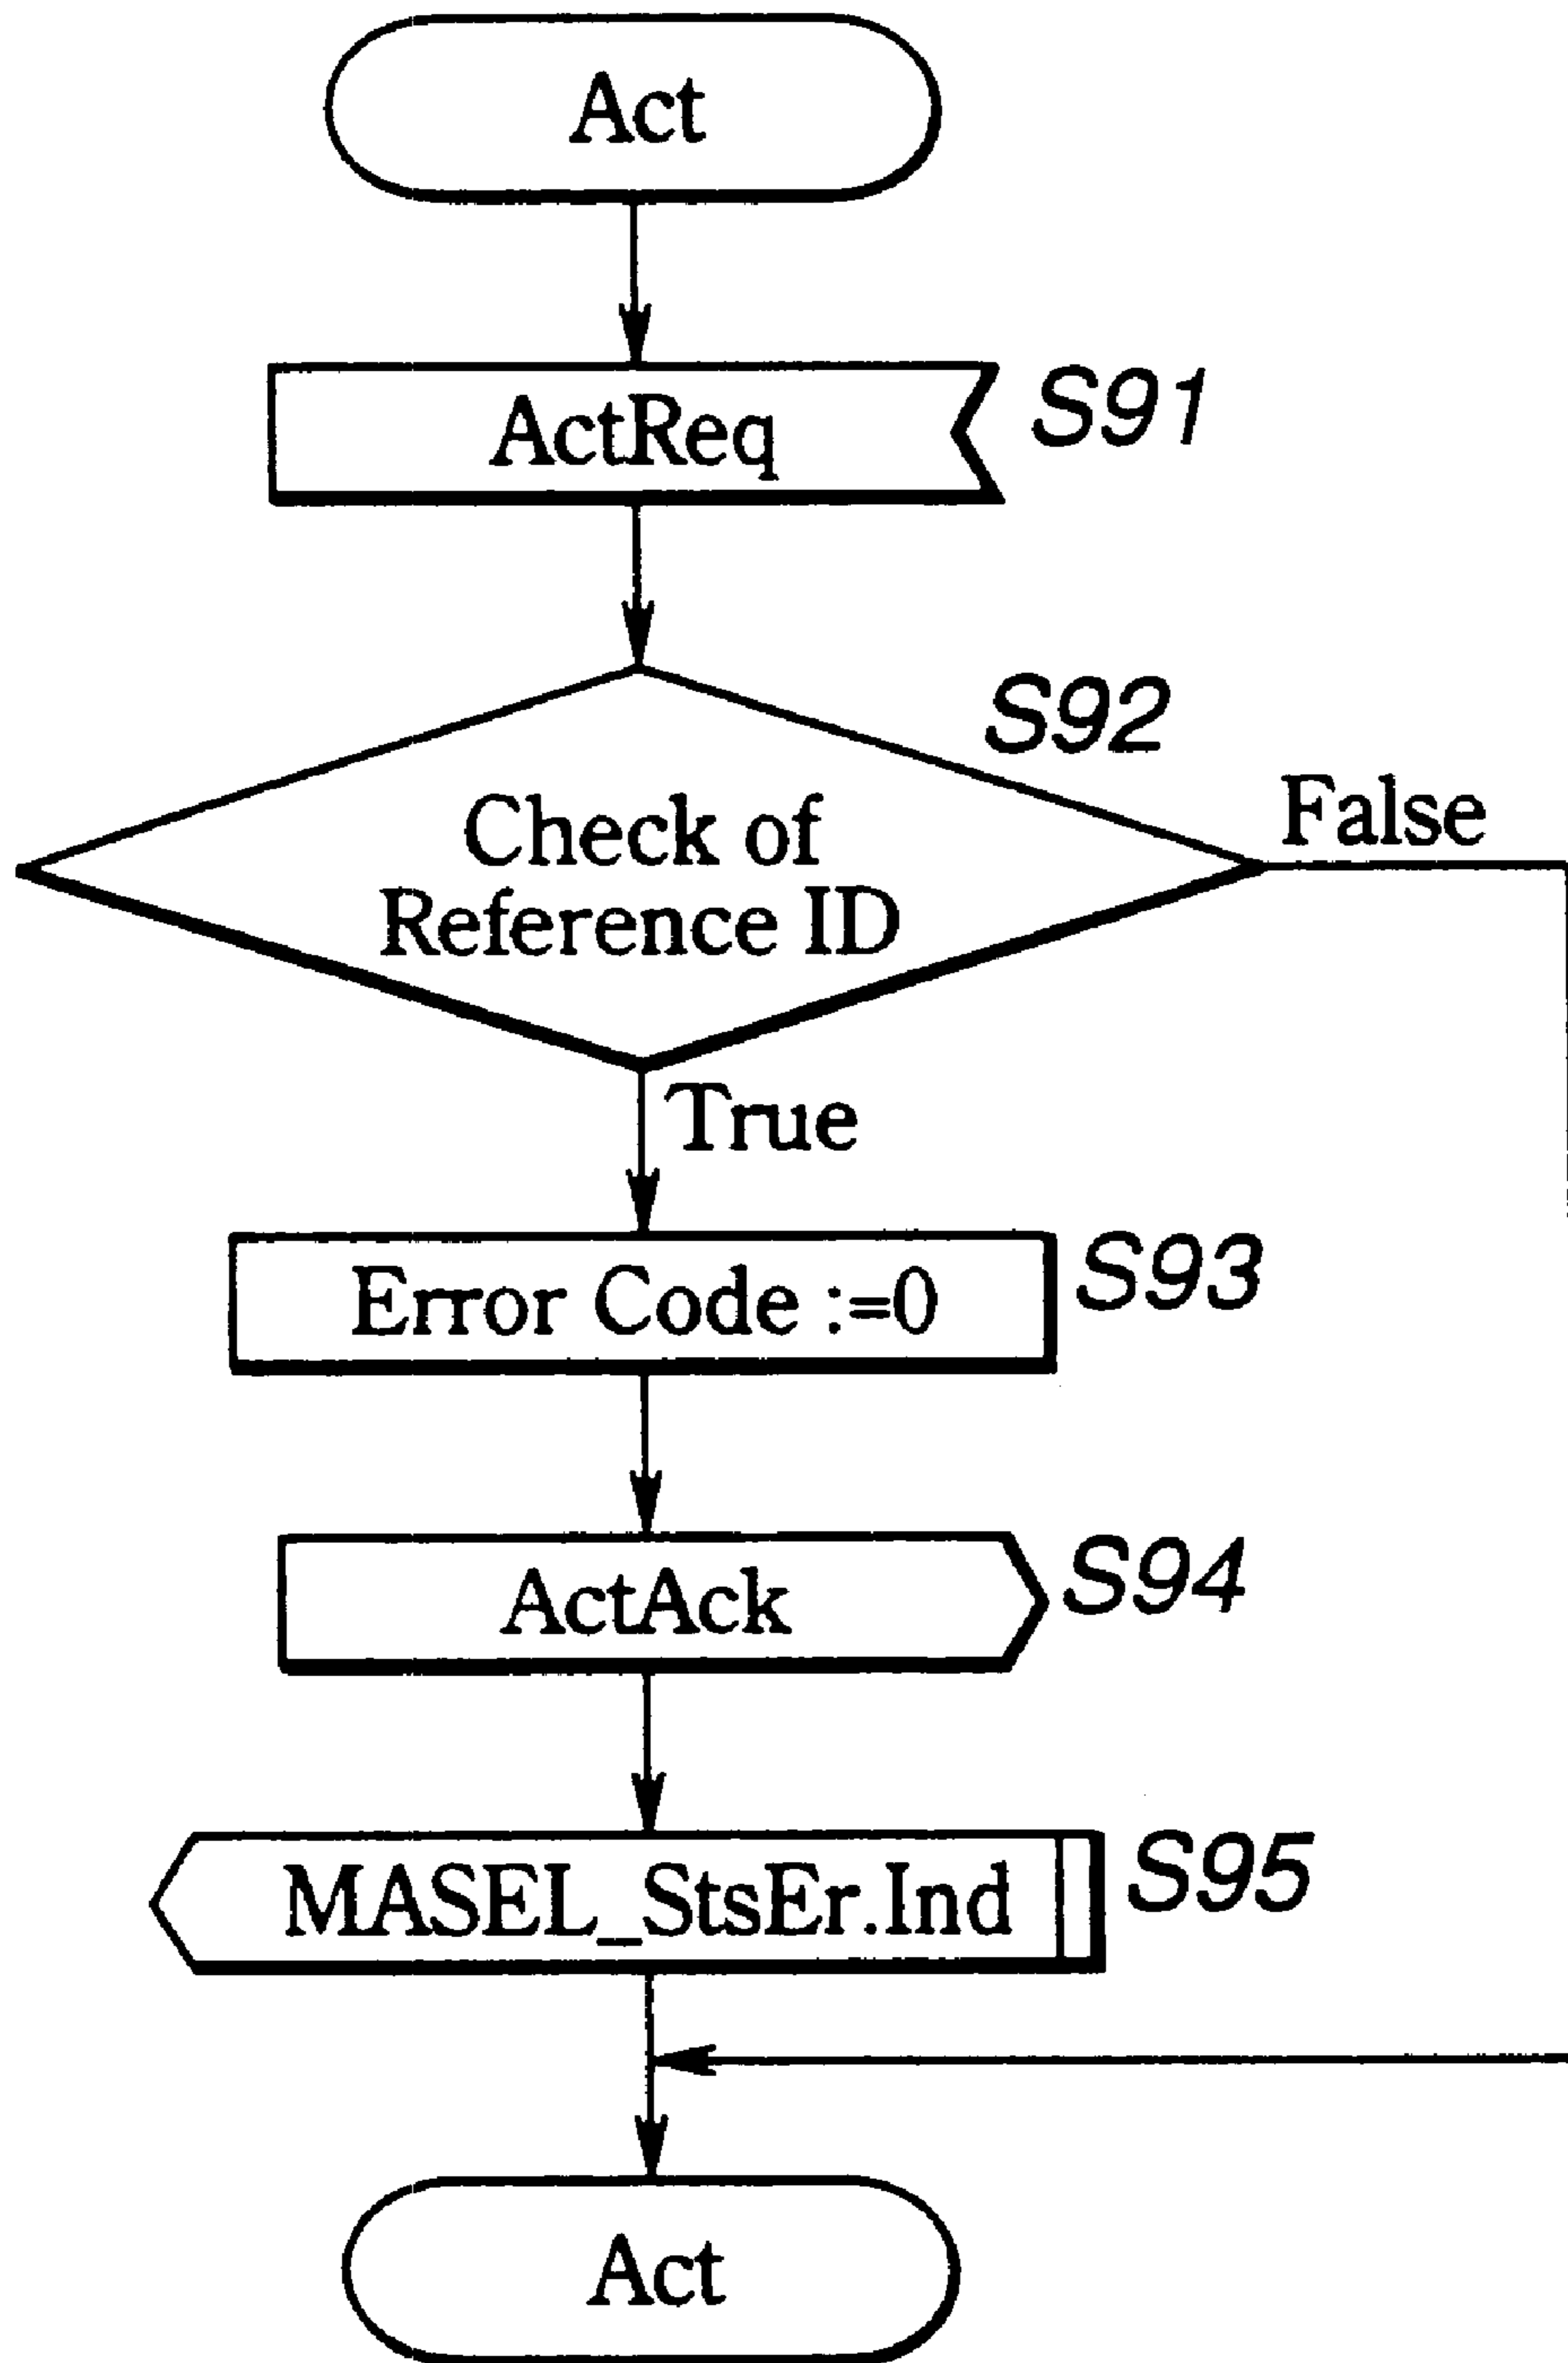 Act
ActReq
S91
S92
Check of
Reference ID
False
True
Error Code :=0
S93
ActAck
S94
MASEL_StsEr.Ind
S95
Act